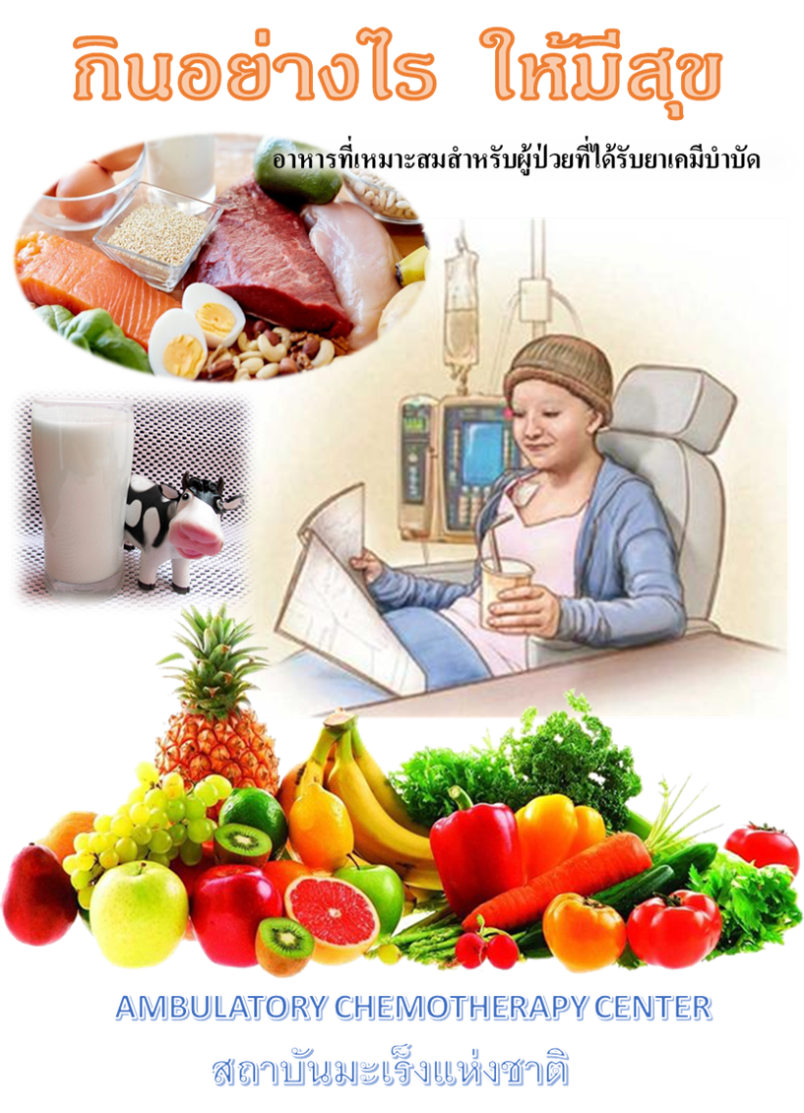 กินอย่างไร ให้มีสุข
อาหารที่เหมาะสมสำหรับผู้ป่วยที่ได้รับยาเคมีบำบัด
AMBULATORY CHEMOTHERAPY CENTER
สถาบันมะเร็งแห่งชาติ